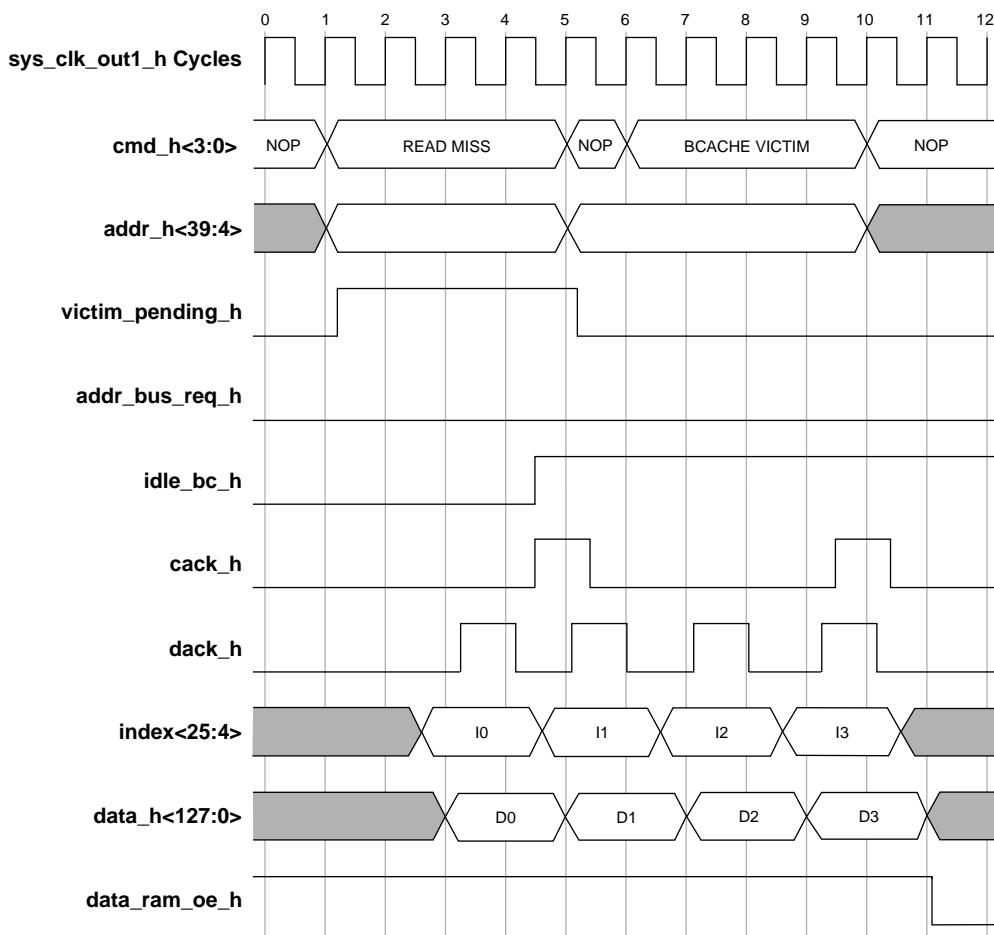 0 1 2 3 4 5 6 7 8 9 10 11 12
sys_clk_out1_h Cycles
cmd_h<3:0> NOP READ MISS NOP BCACHE VICTIM NOP
addr_h<39:4>
victim_pending_h
addr_bus_req_h
idle_bc_h
cack_h
dack_h
index<25:4> I0 I1 I2 I3
data_h<127:0> D0 D1 D2 D3
data_ram_oe_h